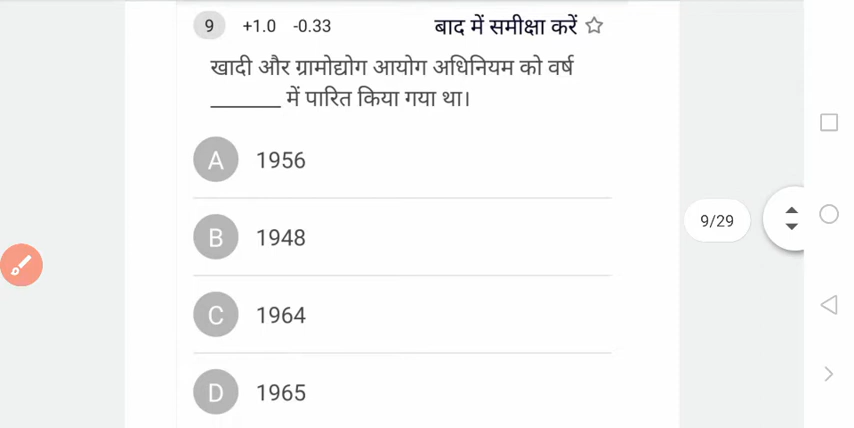 9 +1.0 -0.33 बाद में समीक्षा करें
खादी और ग्रामोद्योग आयोग अधिनियम को वर्ष
_______ में पारित किया गया था।
A 1956
B 1948
9/29
C 1964
D 1965